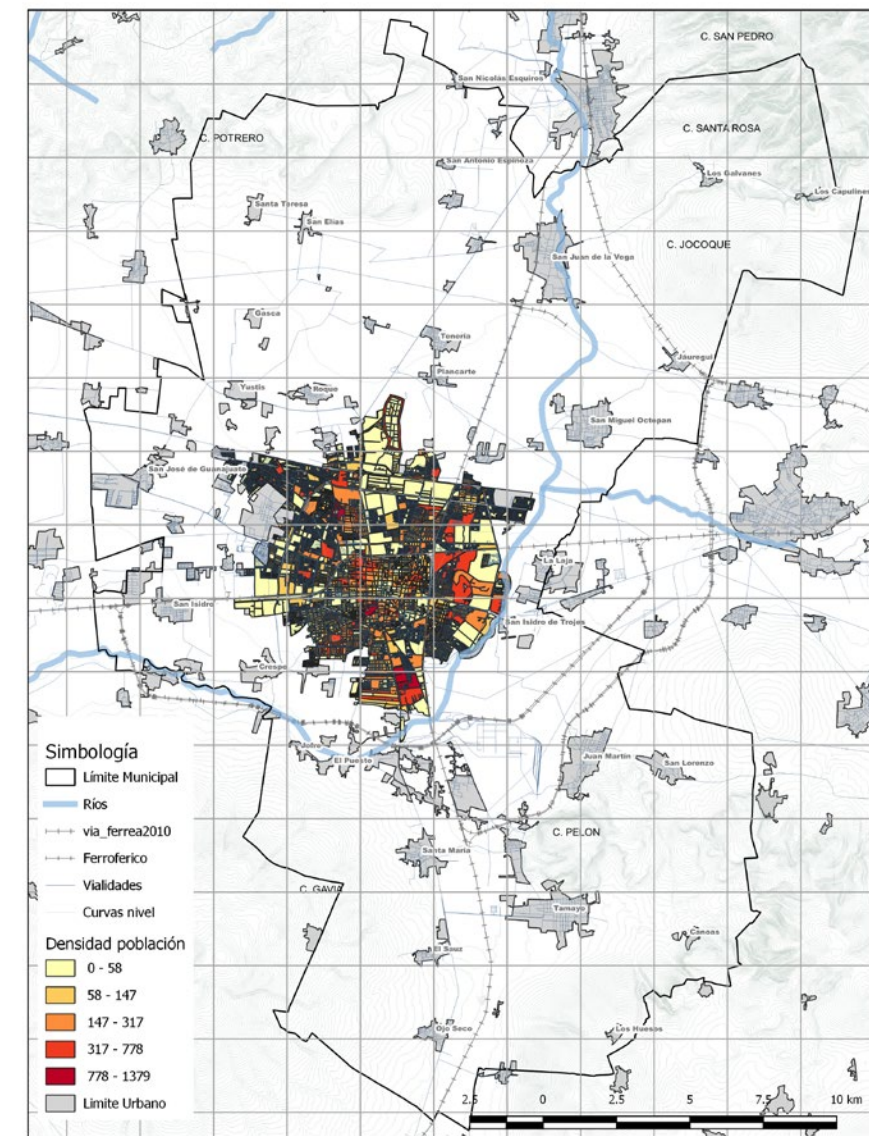 C. SAN PEDRO
San Nicolás Esquiros
C. SANTA ROSA
C. POTRERO
San Antonio Espinoza
Los Galvanes
Los Capulines
Santa Teresa
San Elías
C. JOCOQUE
San Juan de la Vega
Gasca
Tenería
Jáuregui
Plancarte
Yustis
Roque
San Miguel Octopan
San José de Guanajuato
La Laja
San Isidro
San Isidro de Trojes
Crespo
Jofre
El Puesto
Juan Martín
San Lorenzo
C. PELON
Santa María
C. GAVIA
Tamayo
Canoas
El Sauz
Ojo Seco
Los Huesos
Simbología
Límite Municipal
Ríos
via_ferrea2010
Ferroferico
Vialidades
Curvas nivel
Densidad población
0 - 58
58 - 147
147 - 317
317 - 778
778 - 1379
Limite Urbano
2.5 0 2.5 5 7.5 10 km